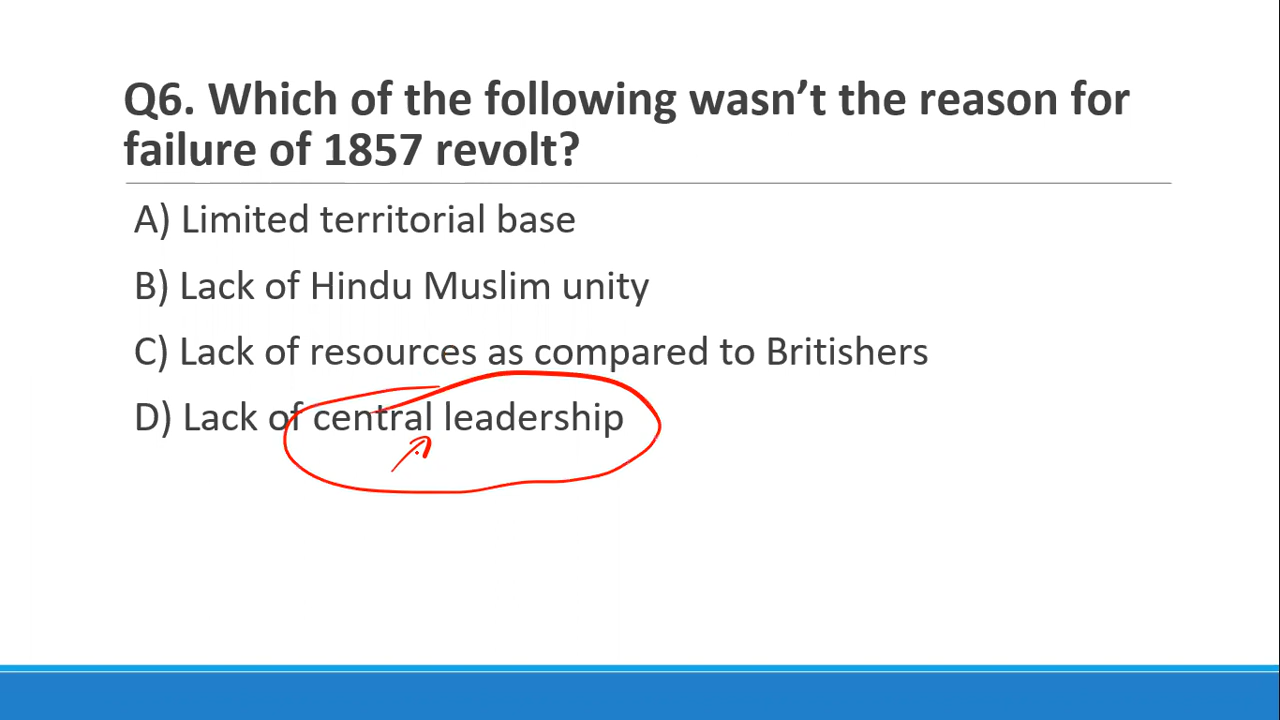 Q6. Which of the following wasn’t the reason for
failure of 1857 revolt?
A) Limited territorial base
B) Lack of Hindu Muslim unity
C) Lack of resources as compared to Britishers
D) Lack of central leadership